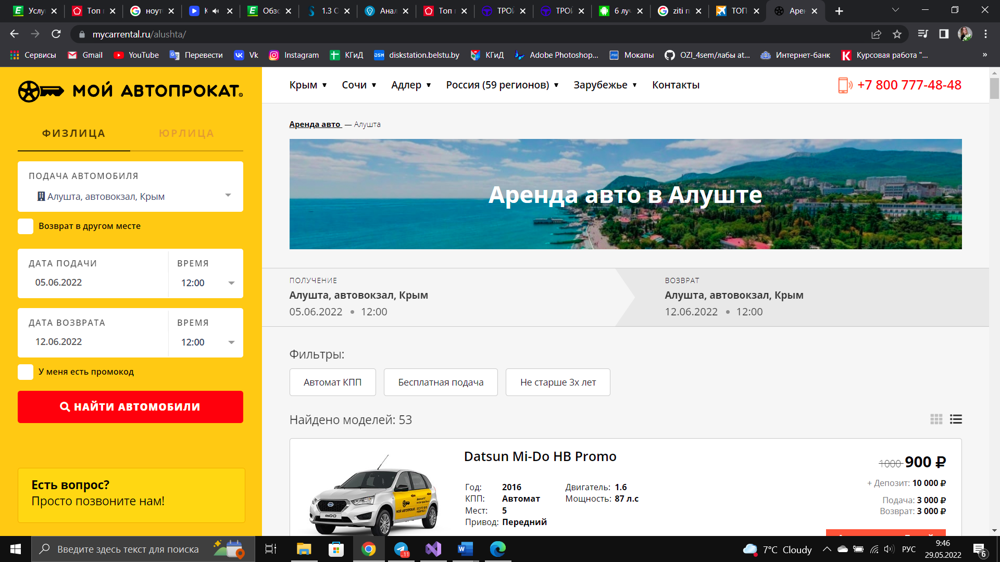 Услу
Топ
ноут
К
Обзо
1.3 О
Анал
Топ
ТРОЙ
ТРОЙ
6 луч
ziti п
ТОП
Арен
mycarrental.ru/alushta/
Сервисы
Gmail
YouTube
Перевести
Vk
Instagram
КГиД
diskstation.belstu.by
КГиД
Adobe Photoshop...
Мокапы
OZI_4sem/лабы at...
Интернет-банк
Курсовая работа "...
»
МОЙ АВТОПРОКАТ
ФИЗЛИЦА
ЮРЛИЦА
ПОДАЧА АВТОМОБИЛЯ
Алушта, автовокзал, Крым
Возврат в другом месте
ДАТА ПОДАЧИ
ВРЕМЯ
05.06.2022
12:00
ДАТА ВОЗВРАТА
ВРЕМЯ
12.06.2022
12:00
У меня есть промокод
НАЙТИ АВТОМОБИЛИ
Есть вопрос?
Просто позвоните нам!
Крым ▼
Сочи ▼
Адлер ▼
Россия (59 регионов) ▼
Зарубежье ▼
Контакты
+7 800 777-48-48
Аренда авто — Алушта
Аренда авто в Алуште
ПОЛУЧЕНИЕ
Алушта, автовокзал, Крым
05.06.2022 • 12:00
ВОЗВРАТ
Алушта, автовокзал, Крым
12.06.2022 • 12:00
Фильтры:
Автомат КПП
Бесплатная подача
Не старше 3х лет
Найдено моделей: 53
Datsun Mi-Do HB Promo
Год: 2016
КПП: Автомат
Мест: 5
Привод: Передний
Двигатель: 1.6
Мощность: 87 л.с
1000 900 ₽
+ Депозит: 10 000 ₽
Подача: 3 000 ₽
Возврат: 3 000 ₽
МОЙ АВТОПРОКАТ
Введите здесь текст для поиска
..11
7°C Cloudy
РУС
9:46
29.05.2022
6